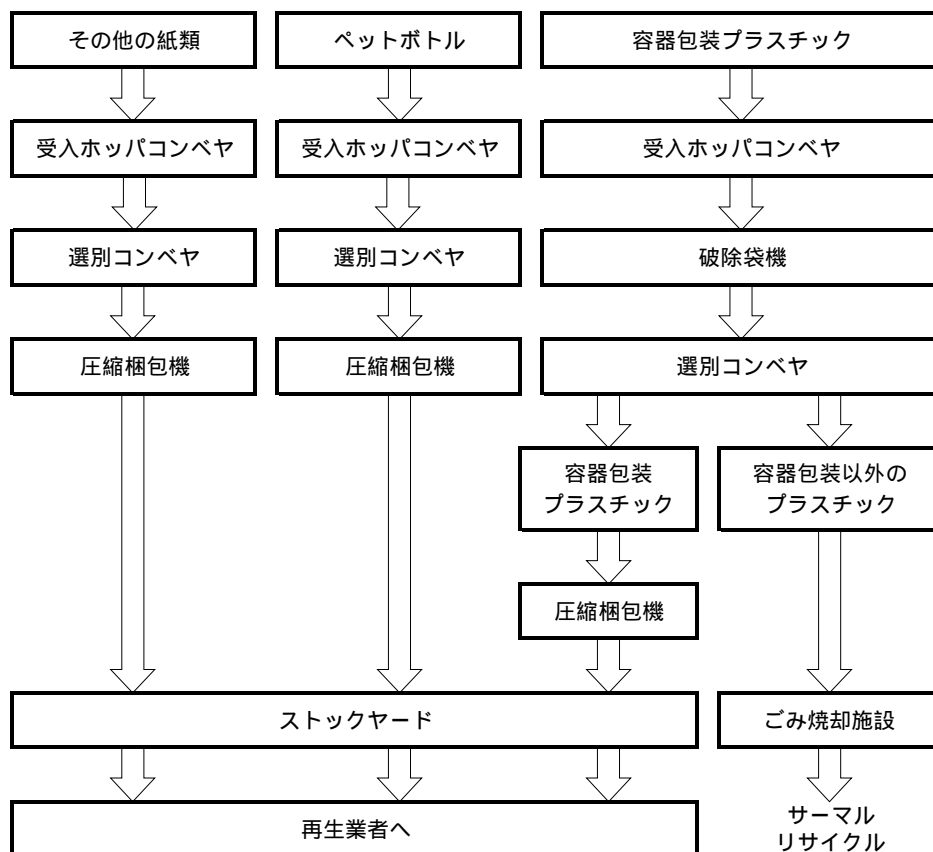 その他の紙類
ペットボトル
容器包装プラスチック
受入ホッパコンベヤ
受入ホッパコンベヤ
受入ホッパコンベヤ
選別コンベヤ
選別コンベヤ
破除袋機
圧縮梱包機
圧縮梱包機
選別コンベヤ
容器包装
プラスチック
容器包装以外の
プラスチック
圧縮梱包機
ストックヤード
ごみ焼却施設
再生業者へ
サーマル
リサイクル